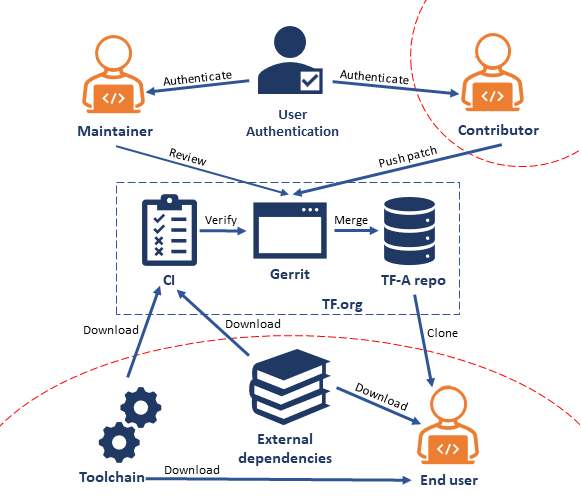 Authenticate
Authenticate
Maintainer
User
Authentication
Contributor
Review
Push patch
Verify
Merge
CI
Gerrit
TF-A repo
TF.org
Download
Download
Clone
Download
External
dependencies
Toolchain
Download
End user